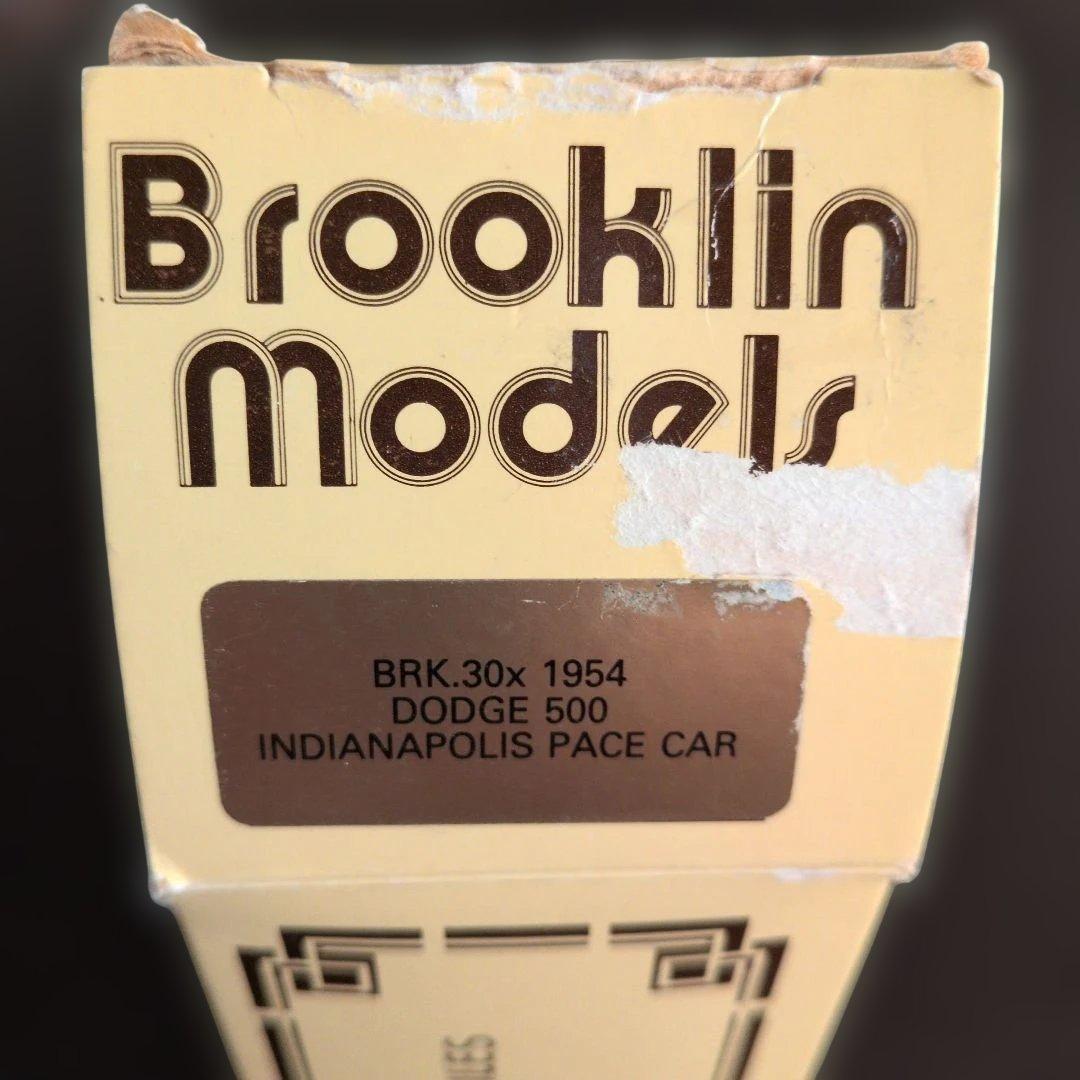 Brooklin
Models
BRK.30x 1954
DODGE 500
INDIANAPOLIS PACE CAR